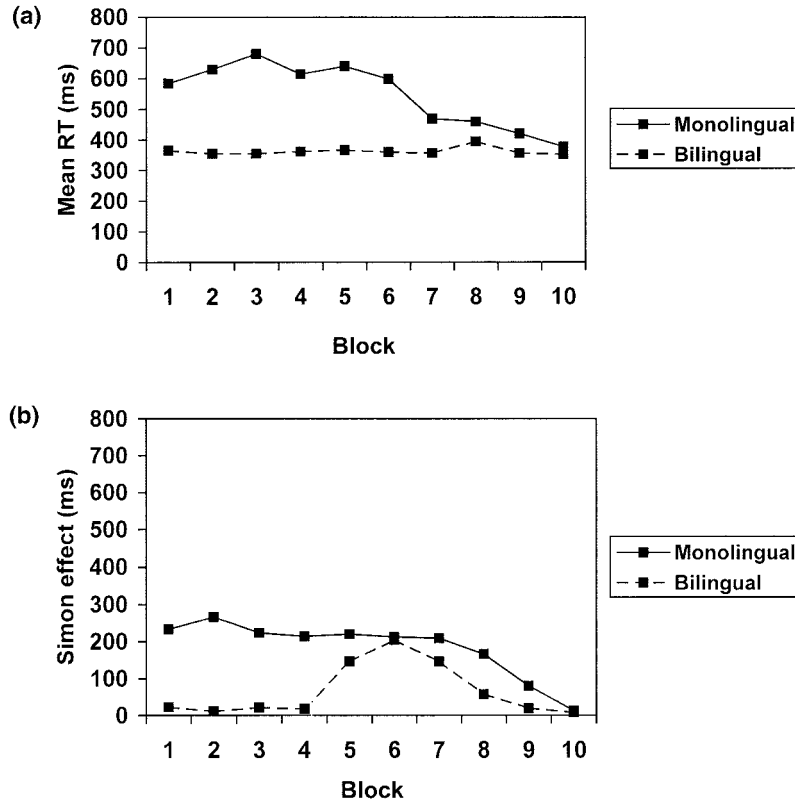 (a)
800
700
600
500
400
300
200
100
0
Mean RT (ms)
1 2 3 4 5 6 7 8 9 10
Block
Monolingual
Bilingual
(b)
800
700
600
500
400
300
200
100
0
Simon effect (ms)
1 2 3 4 5 6 7 8 9 10
Block
Monolingual
Bilingual